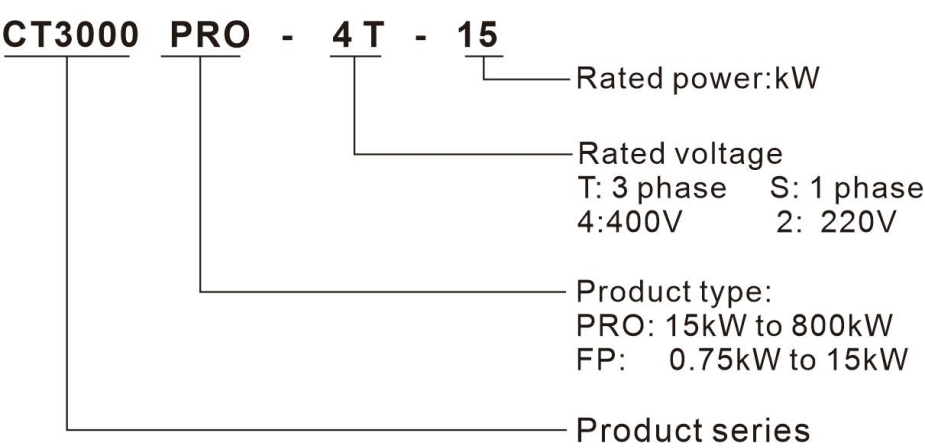 CT3000 PRO - 4T - 15
Rated power:kW
Rated voltage
T: 3 phase S: 1 phase
4:400V 2: 220V
Product type:
PRO: 15kW to 800kW
FP: 0.75kW to 15kW
Product series